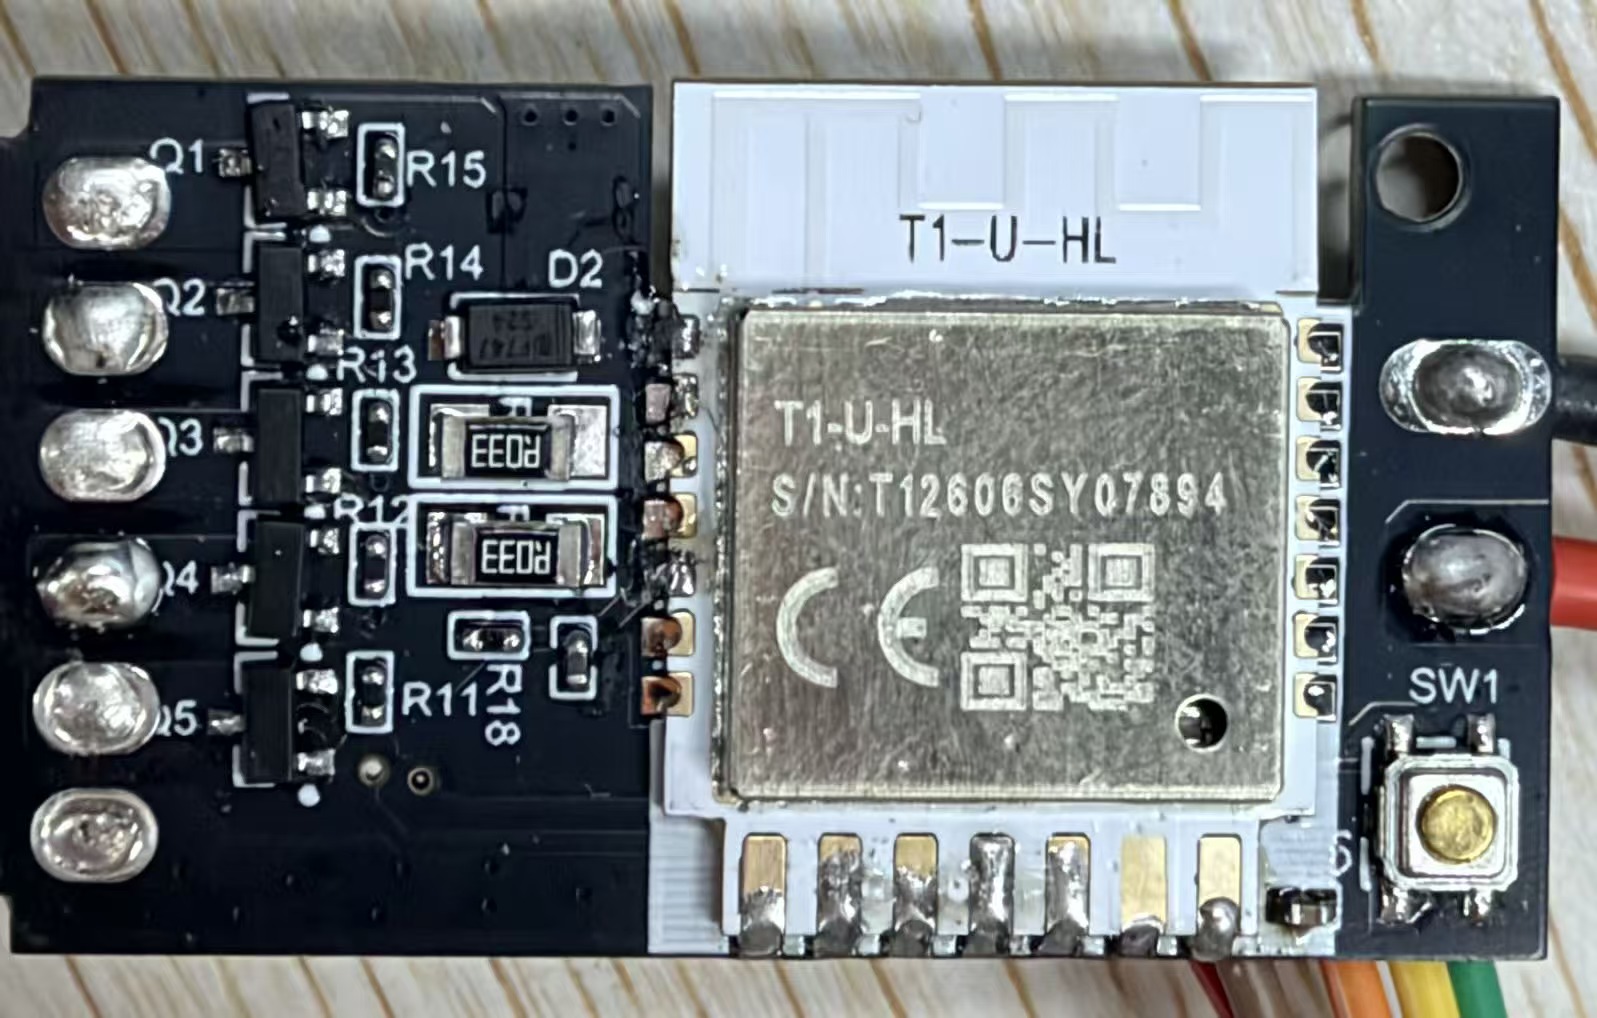 Q1
R15
Q2
R14
D2
R13
Q3
R033
R12
R033
Q4
R18
R11
Q5
T1-U-HL
T1-U-HL
S/N:T12606SY07894
CE
SW1